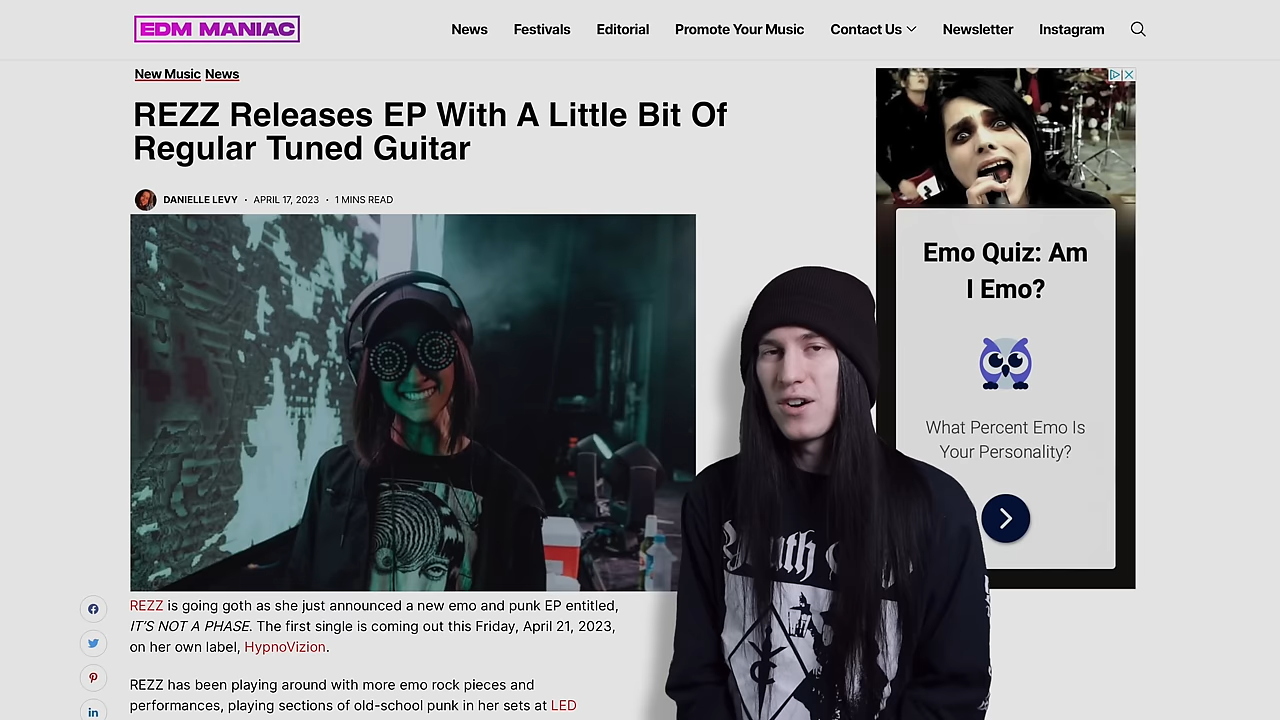 EDM MANIAC
News Festivals Editorial Promote Your Music Contact Us Newsletter Instagram
New Music News
REZZ Releases EP With A Little Bit Of
Regular Tuned Guitar
DANIELLE LEVY • APRIL 17, 2023 • 1 MINS READ
Emo Quiz: Am
I Emo?
What Percent Emo Is
Your Personality?
REZZ is going goth as she just announced a new emo and punk EP entitled,
IT'S NOT A PHASE. The first single is coming out this Friday, April 21, 2023,
on her own label, HypnoVizion.
REZZ has been playing around with more emo rock pieces and
performances, playing sections of old-school punk in her sets at LED